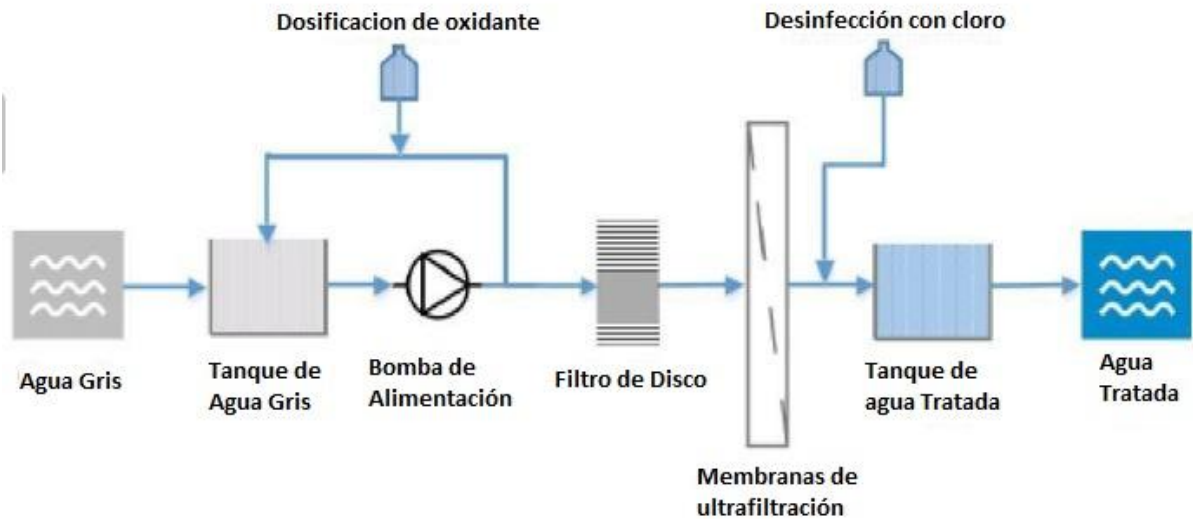 Dosificacion de oxidante
Desinfección con cloro
Agua Gris
Tanque de
Agua Gris
Bomba de
Alimentación
Filtro de Disco
Membranas de
ultrafiltración
Tanque de
agua Tratada
Agua
Tratada